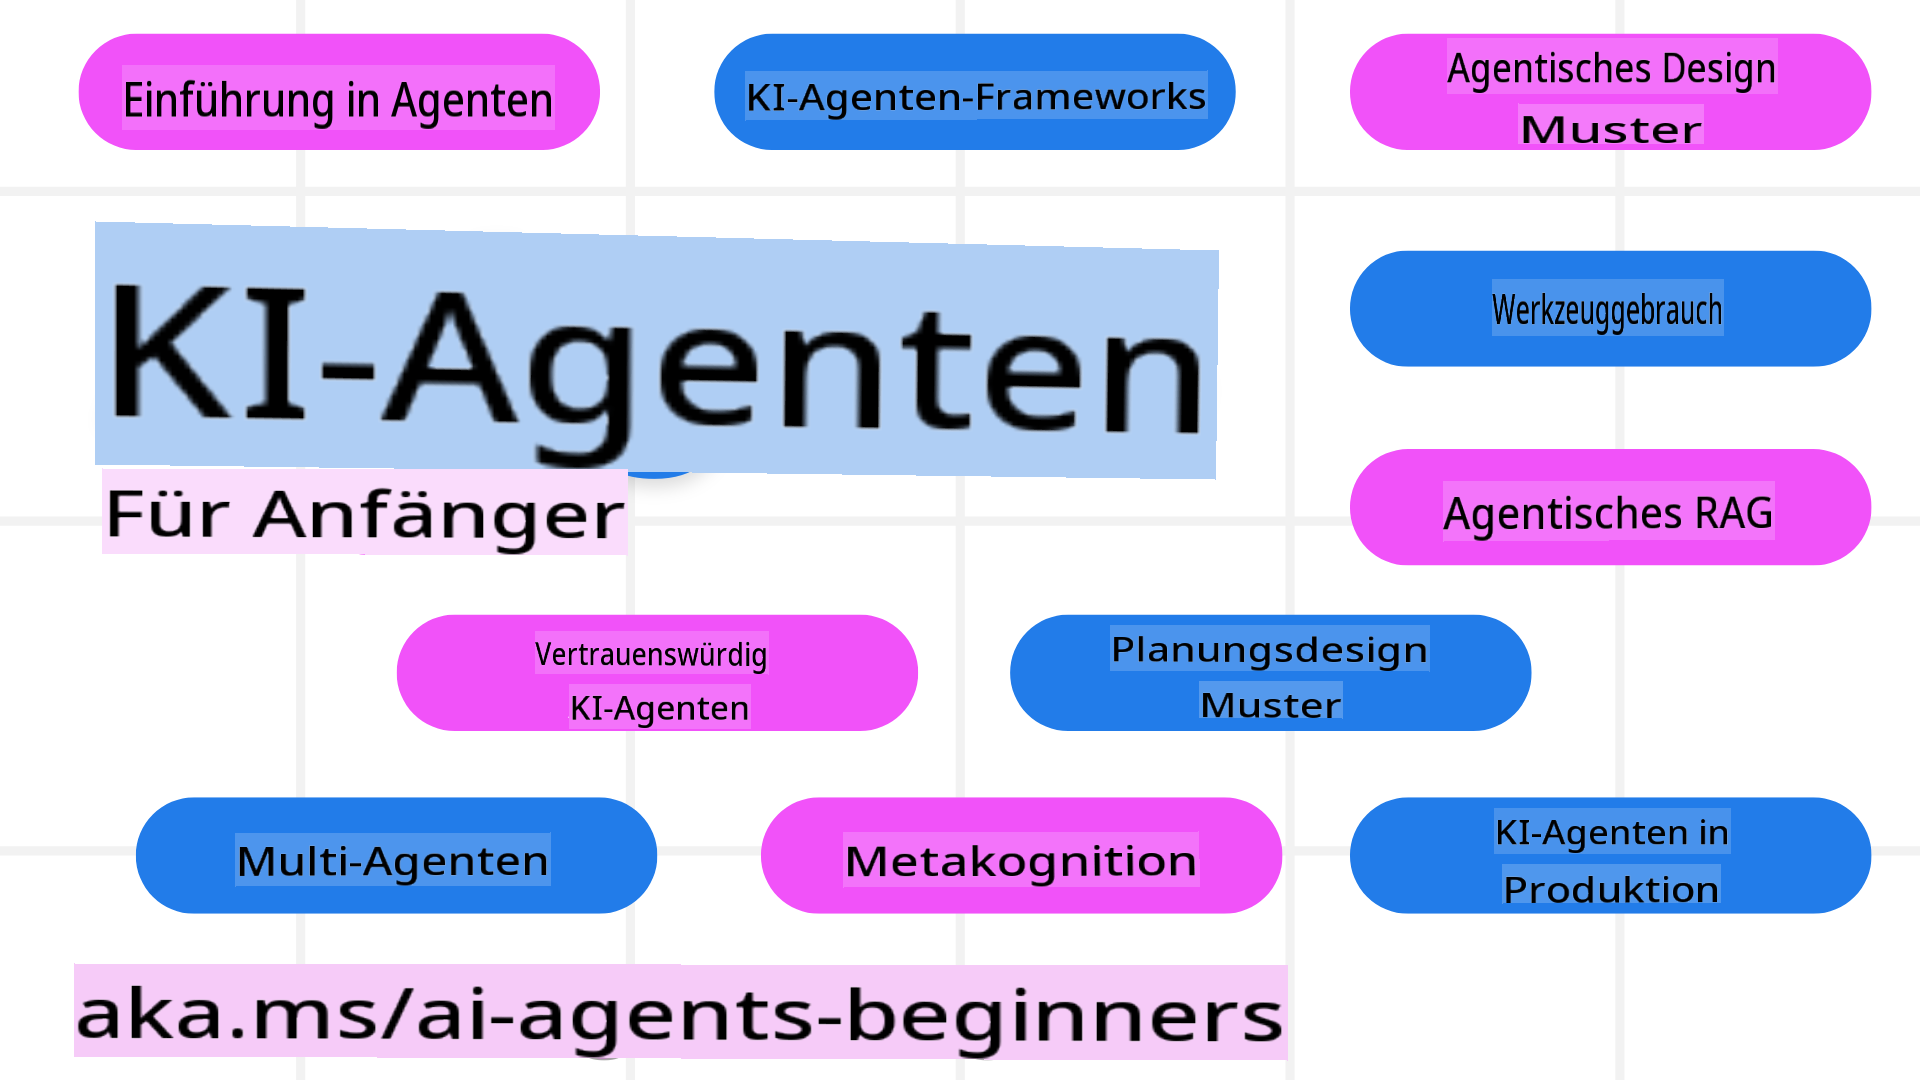 Einführung in Agenten
KI-Agenten-Frameworks
Agentisches Design
Muster
KI-Agenten
Für Anfänger
Werkzeuggebrauch
Agentisches RAG
Vertrauenswürdig
KI-Agenten
Planungsdesign
Muster
Multi-Agenten
Metakognition
KI-Agenten in
Produktion
aka.ms/ai-agents-beginners